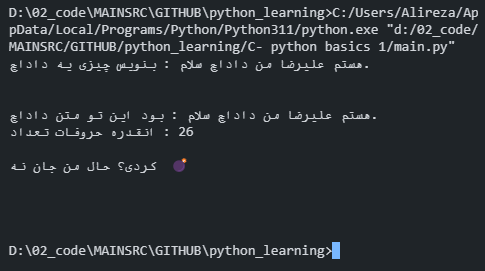 D:\02_code\MAINSRC\GITHUB\python_learning>C:/Users/Alireza/Ap
pData/Local/Programs/Python/Python311/python.exe "d:/02_code/
MAINSRC/GITHUB/python_learning/C- python basics 1/main.py"
داداچ یه چیزی بنویس : سلام داداچ من علیرضا هستم.
داداچ متن تو این بود : سلام داداچ من علیرضا هستم.
تعداد حروفات انقدره : 26
نه جان من حال کردی؟ 💣
D:\02_code\MAINSRC\GITHUB\python_learning>